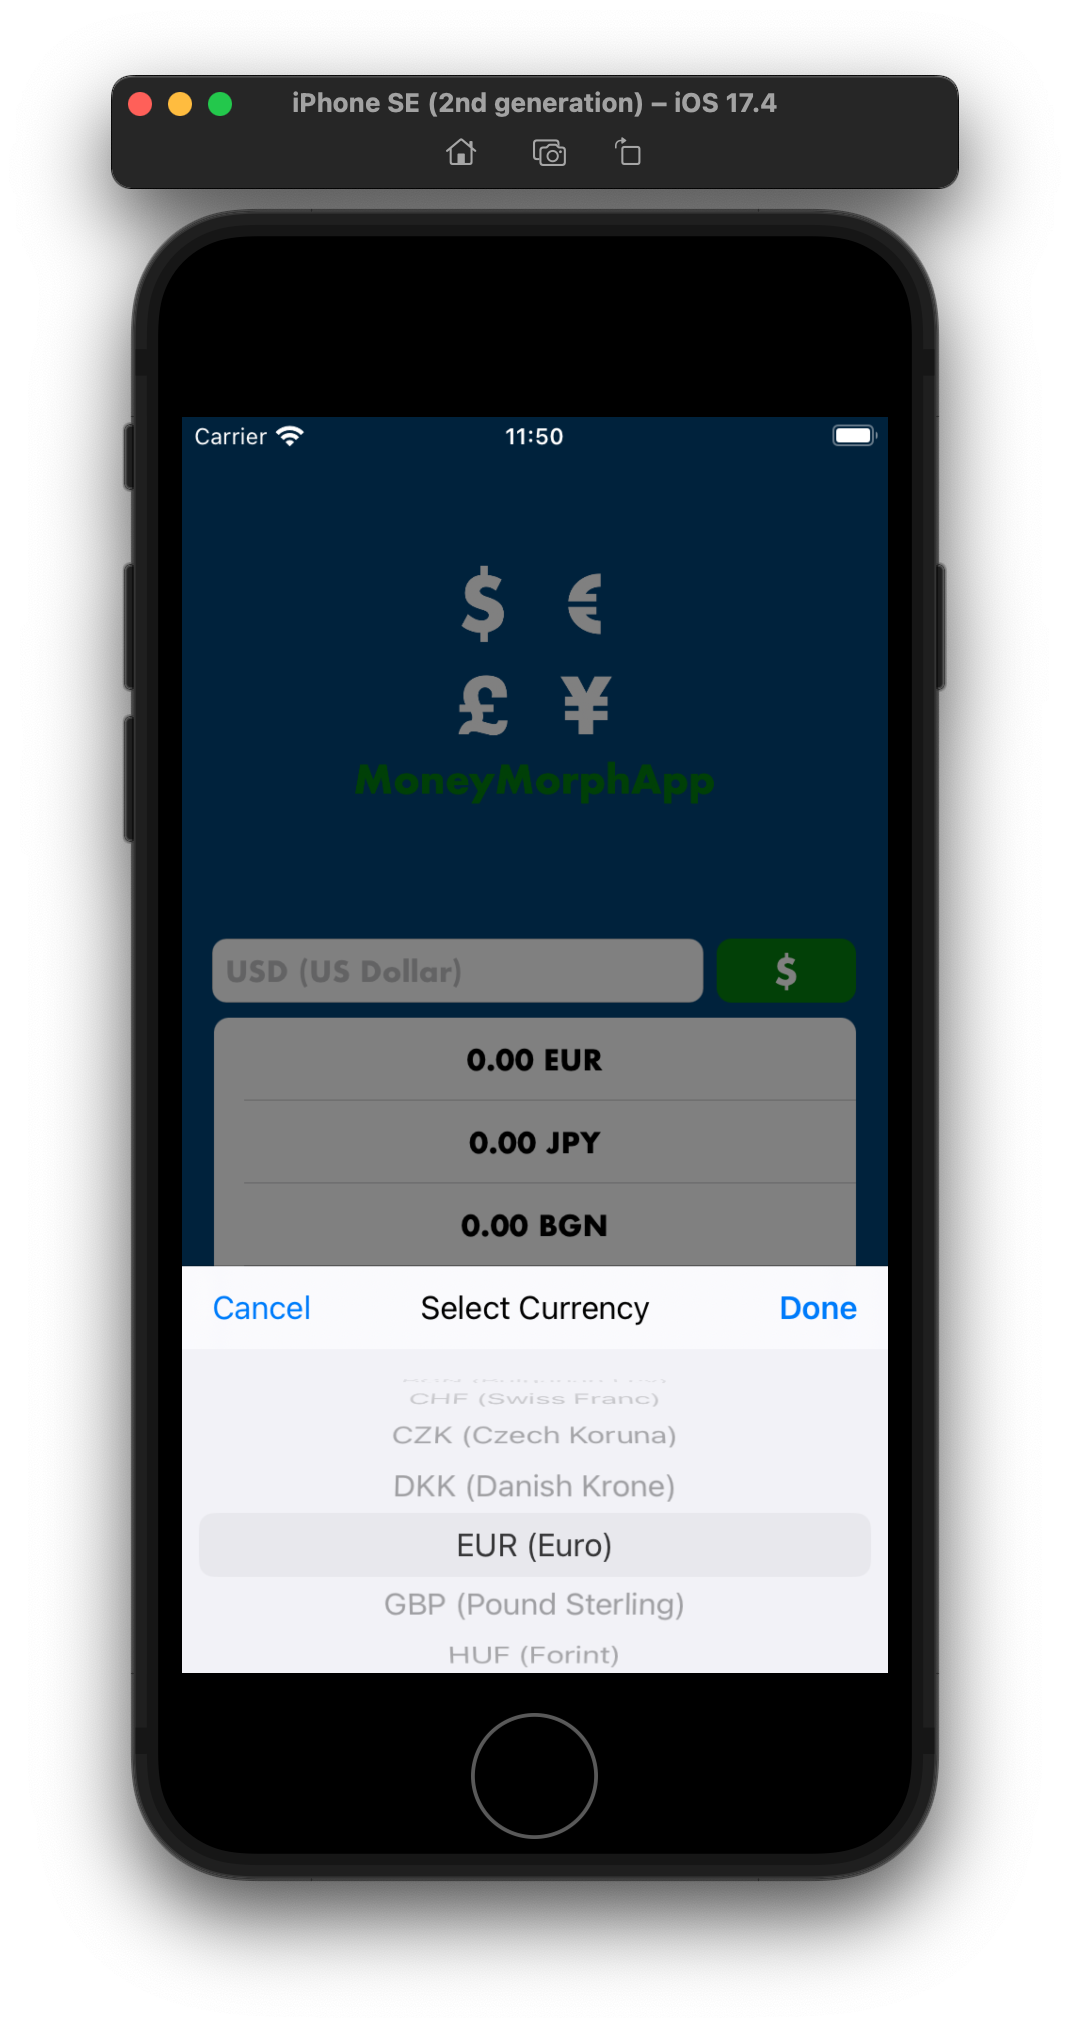 iPhone SE (2nd generation) – iOS 17.4
Carrier 11:50
$ €
£ ¥
MoneyMorphApp
USD (US Dollar) $
0.00 EUR
0.00 JPY
0.00 BGN
Cancel Select Currency Done
CHF (Swiss Franc)
CZK (Czech Koruna)
DKK (Danish Krone)
EUR (Euro)
GBP (Pound Sterling)
HUF (Forint)